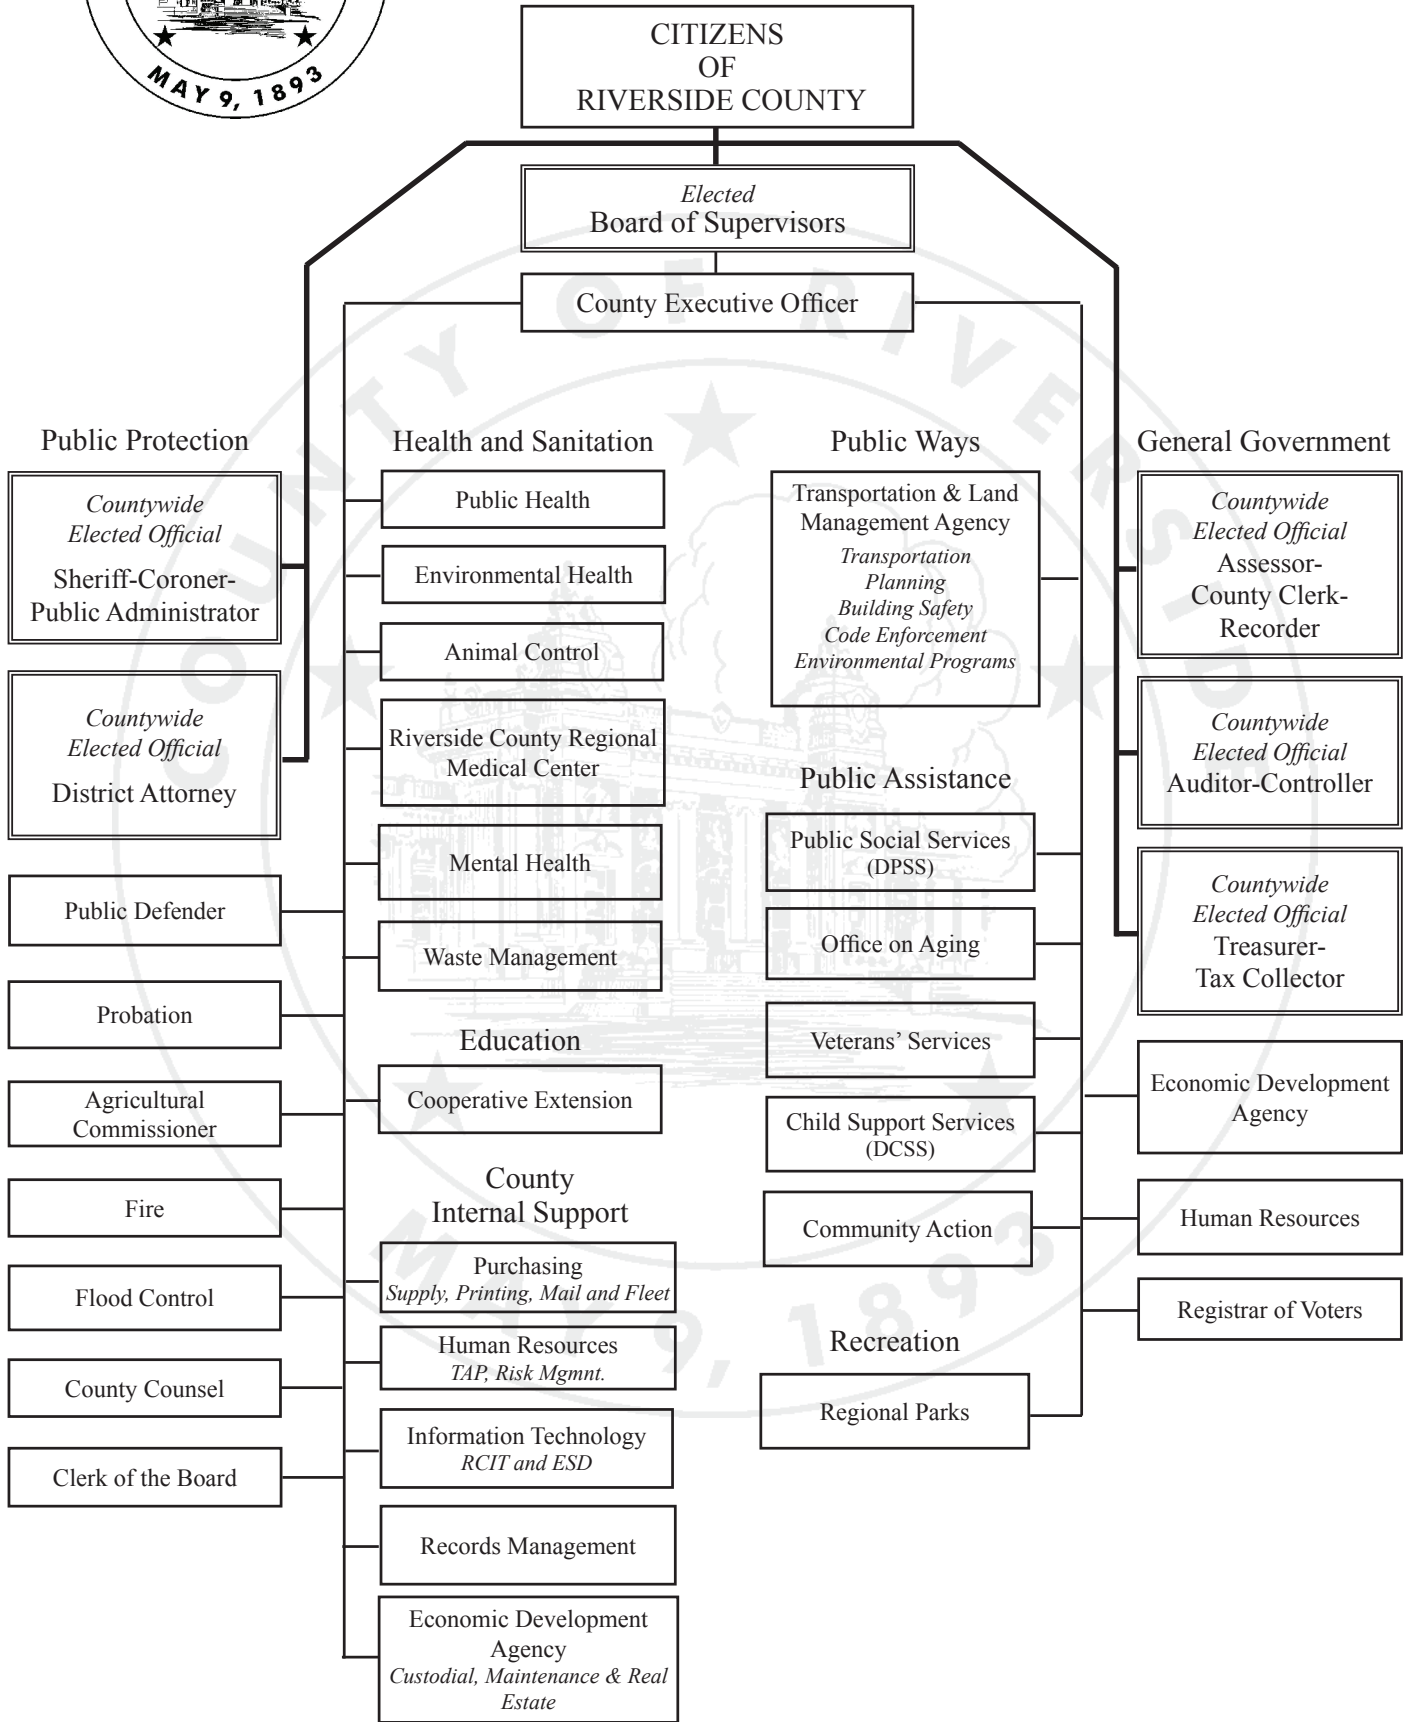 MAY 9, 1893
CITIZENS
OF
RIVERSIDE COUNTY
Elected
Board of Supervisors
County Executive Officer
COUNTY OF RIVERSIDE
MAY 9, 1893
Public Protection
Countywide
Elected Official
Sheriff-Coroner-
Public Administrator
Countywide
Elected Official
District Attorney
Public Defender
Probation
Agricultural
Commissioner
Fire
Flood Control
County Counsel
Clerk of the Board
Health and Sanitation
Public Health
Environmental Health
Animal Control
Riverside County Regional
Medical Center
Mental Health
Waste Management
Education
Cooperative Extension
County
Internal Support
Purchasing
Supply, Printing, Mail and Fleet
Human Resources
TAP, Risk Mgmnt.
Information Technology
RCIT and ESD
Records Management
Economic Development
Agency
Custodial, Maintenance & Real
Estate
Public Ways
Transportation & Land
Management Agency
Transportation
Planning
Building Safety
Code Enforcement
Environmental Programs
Public Assistance
Public Social Services
(DPSS)
Office on Aging
Veterans' Services
Child Support Services
(DCSS)
Community Action
Recreation
Regional Parks
General Government
Countywide
Elected Official
Assessor-
County Clerk-
Recorder
Countywide
Elected Official
Auditor-Controller
Countywide
Elected Official
Treasurer-
Tax Collector
Economic Development
Agency
Human Resources
Registrar of Voters